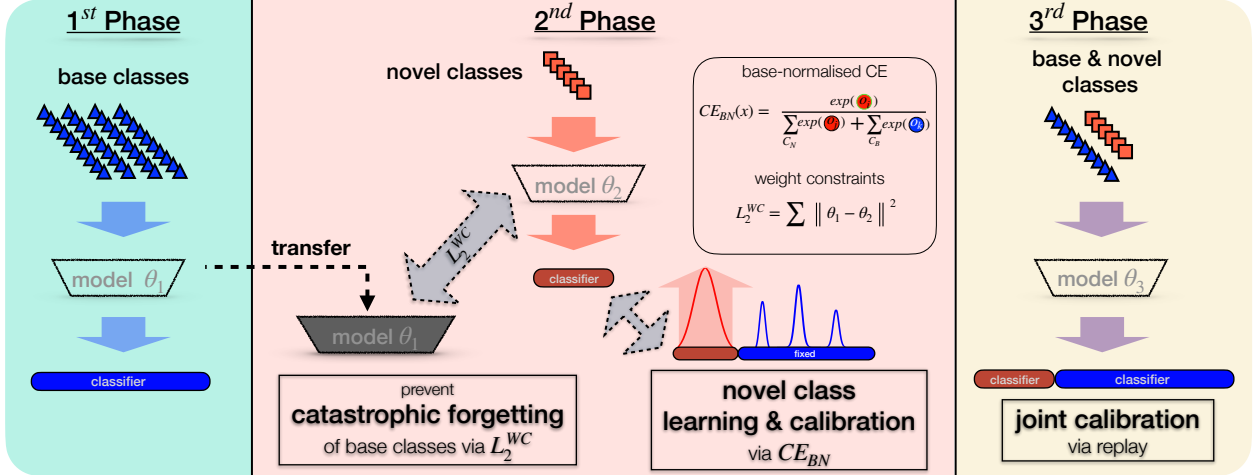 1st Phase
base classes
model θ1
classifier
transfer
2nd Phase
novel classes
model θ2
L2WC
classifier
model θ1
base-normalised CE
CEBN(x) = exp(oi) / ∑CN exp(oj) + ∑CB exp(ok)
weight constraints
L2WC = ∑ ‖ θ1 − θ2 ‖ 2
fixed
prevent
catastrophic forgetting
of base classes via L2WC
novel class
learning & calibration
via CEBN
3rd Phase
base & novel
classes
model θ3
classifier
classifier
joint calibration
via replay